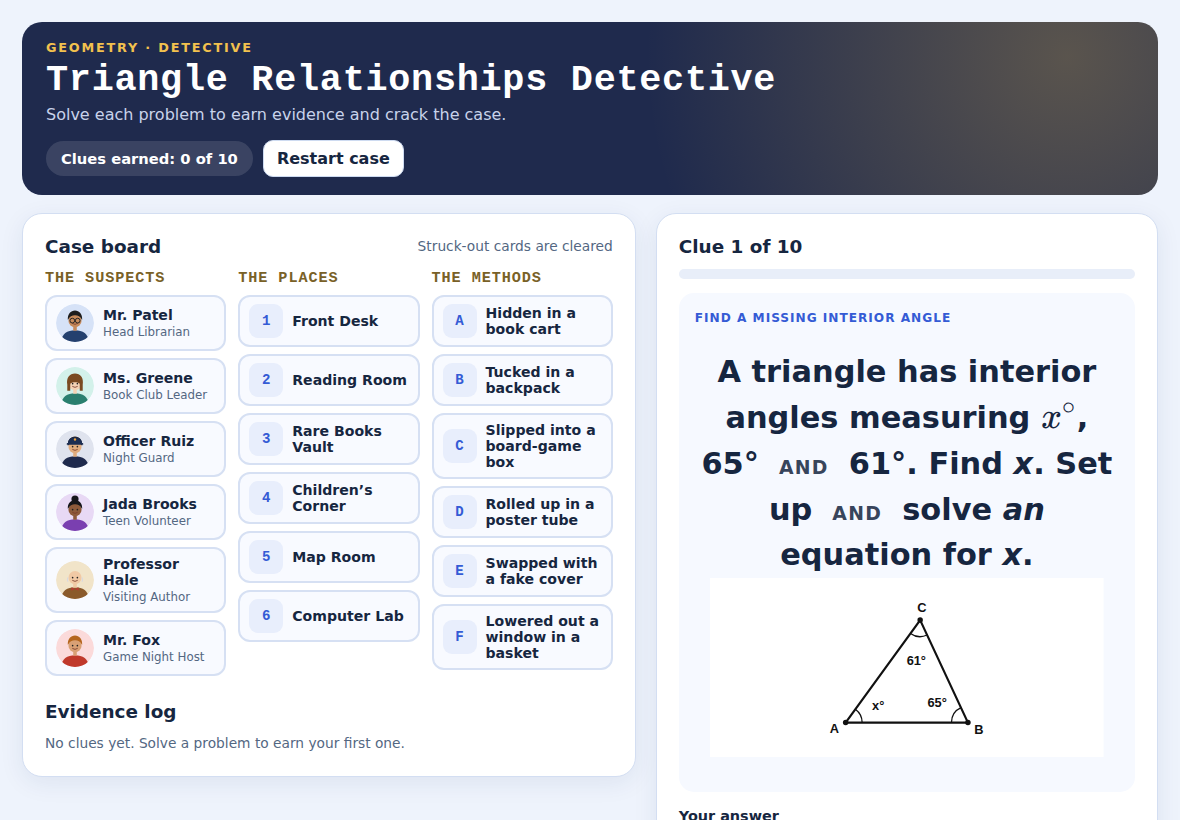 GEOMETRY · DETECTIVE
Triangle Relationships Detective
Solve each problem to earn evidence and crack the case.
Clues earned: 0 of 10
Restart case
Case board
Struck-out cards are cleared
THE SUSPECTS
Mr. Patel
Head Librarian
Ms. Greene
Book Club Leader
Officer Ruiz
Night Guard
Jada Brooks
Teen Volunteer
Professor
Hale
Visiting Author
Mr. Fox
Game Night Host
THE PLACES
1 Front Desk
2 Reading Room
3 Rare Books
Vault
4 Children’s
Corner
5 Map Room
6 Computer Lab
THE METHODS
A Hidden in a
book cart
B Tucked in a
backpack
C Slipped into a
board-game
box
D Rolled up in a
poster tube
E Swapped with
a fake cover
F Lowered out a
window in a
basket
Evidence log
No clues yet. Solve a problem to earn your first one.
Clue 1 of 10
FIND A MISSING INTERIOR ANGLE
A triangle has interior
angles measuring x°,
65° AND 61°. Find x. Set
up AND solve an
equation for x.
C
61°
x°
65°
A
B
Your answer